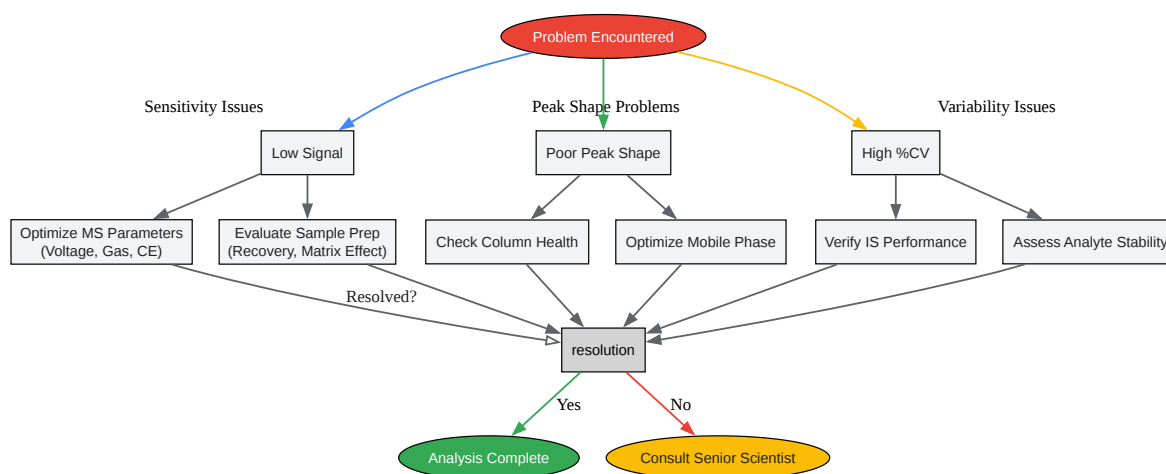 Problem Encountered
Sensitivity Issues
Peak Shape Problems
Variability Issues
Low Signal
Poor Peak Shape
High %CV
Optimize MS Parameters
(Voltage, Gas, CE)
Evaluate Sample Prep
(Recovery, Matrix Effect)
Check Column Health
Optimize Mobile Phase
Verify IS Performance
Assess Analyte Stability
Resolved?
resolution
Yes
No
Analysis Complete
Consult Senior Scientist